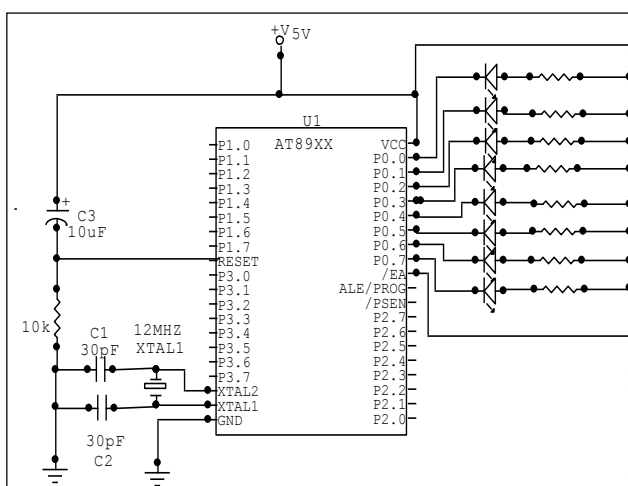 +V 5V
U1
AT89XX
P1.0
P1.1
P1.2
P1.3
P1.4
P1.5
P1.6
P1.7
RESET
P3.0
P3.1
P3.2
P3.3
P3.4
P3.5
P3.6
P3.7
XTAL2
XTAL1
GND
VCC
P0.0
P0.1
P0.2
P0.3
P0.4
P0.5
P0.6
P0.7
/EA
ALE/PROG
/PSEN
P2.7
P2.6
P2.5
P2.4
P2.3
P2.2
P2.1
P2.0
+
C3
10uF
10k
C1
30pF
12MHZ
XTAL1
30pF
C2